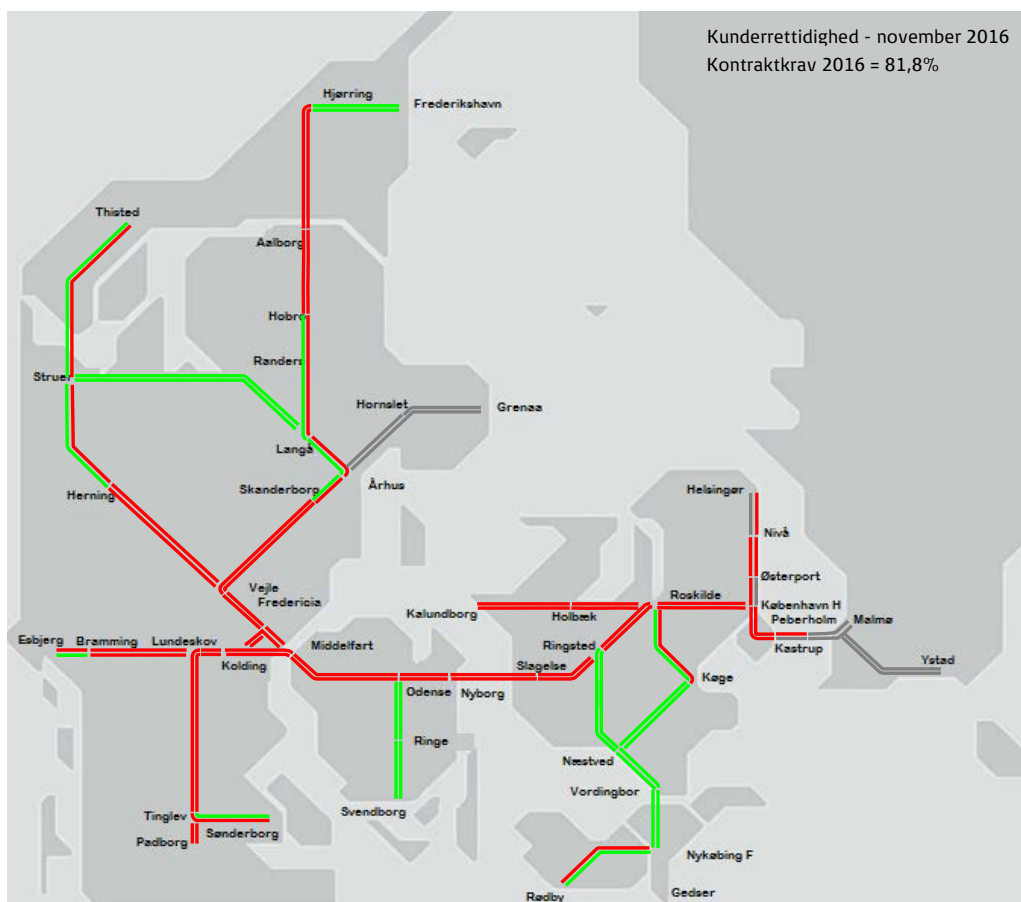 Kunderrettidighed - november 2016
Kontraktkrav 2016 = 81,8%
Hjørring
Frederikshavn
Thisted
Aalborg
Hobro
Randers
Struer
Hornslet
Grenaa
Langå
Århus
Skanderborg
Herning
Helsingør
Nivå
Østerport
Vejle
Fredericia
Roskilde
København H
Kalundborg
Holbæk
Peberholm
Malmø
Esbjerg
Bramming
Lundeskov
Middelfart
Ringsted
Kastrup
Kolding
Slagelse
Ystad
Odense
Nyborg
Køge
Ringe
Næstved
Vordingbor
Svendborg
Tinglev
Sønderborg
Padborg
Nykøbing F
Rødby
Gedser